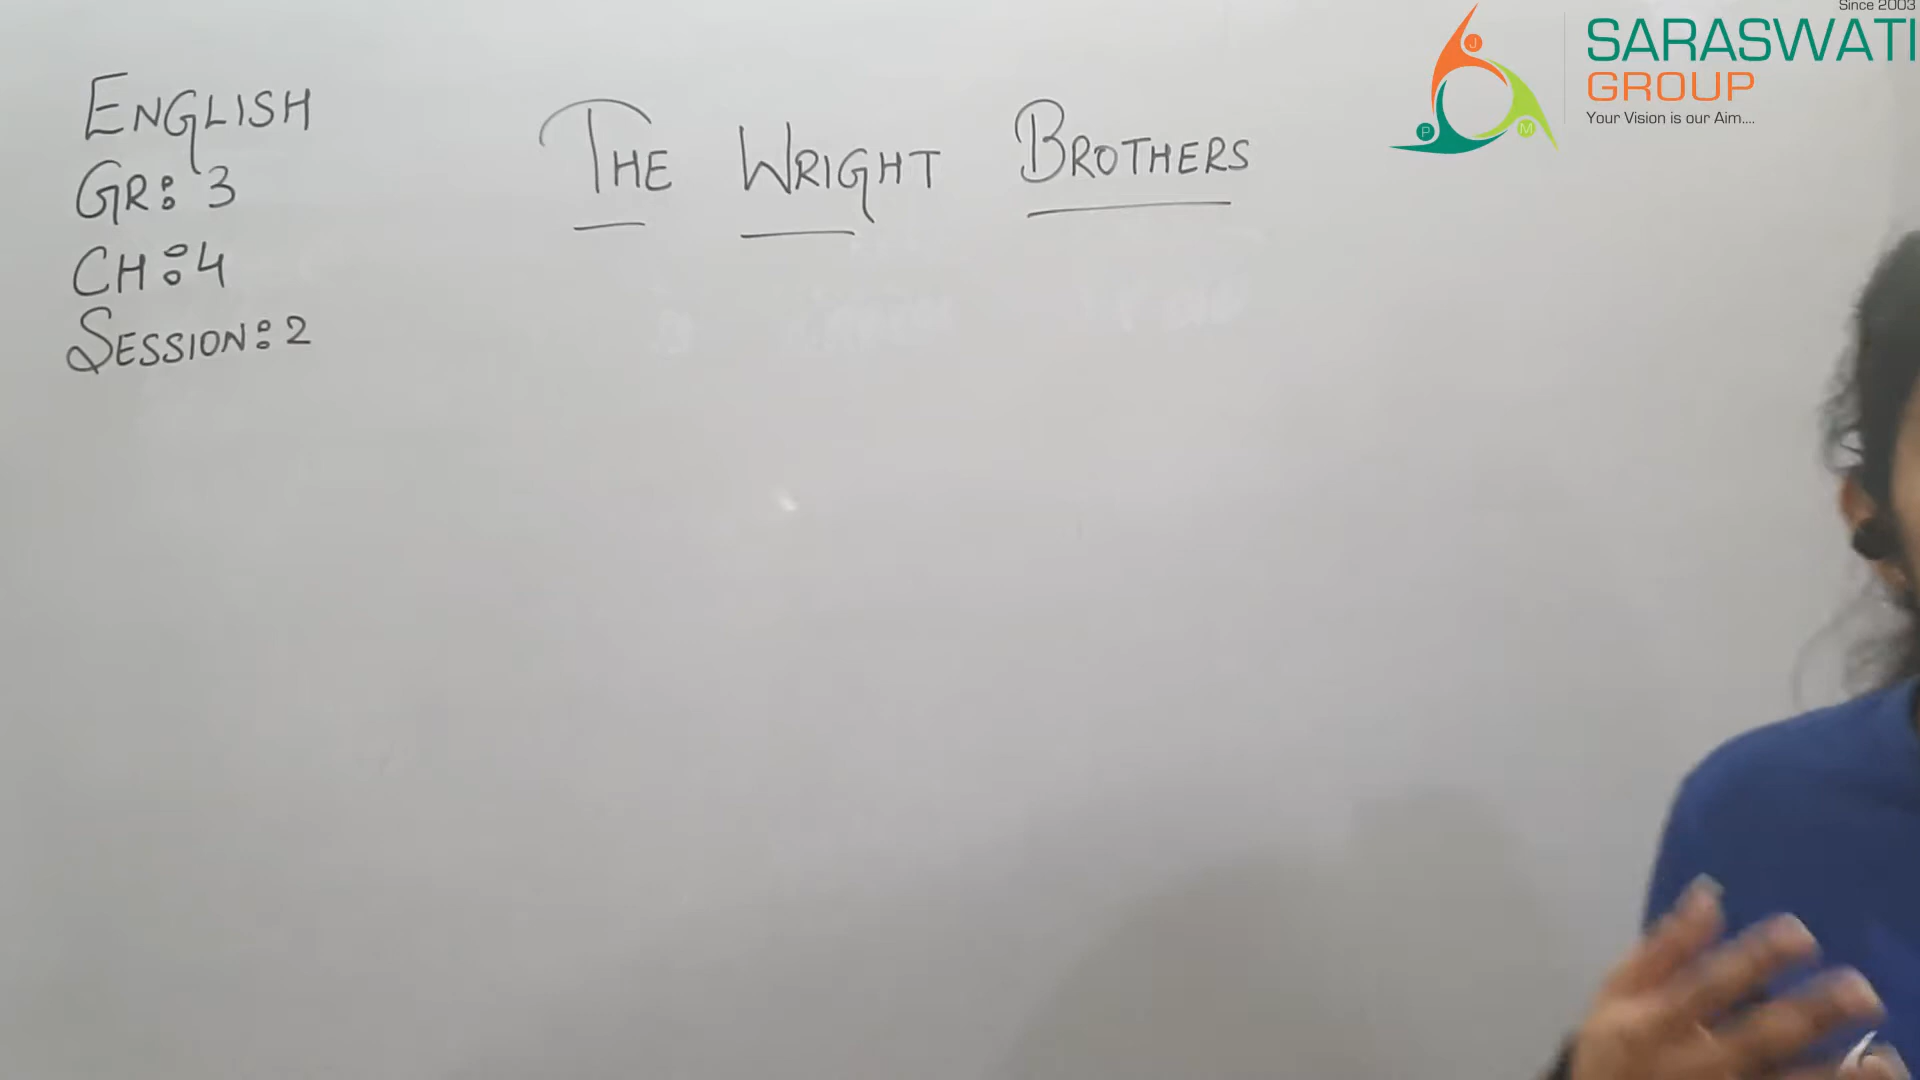 ENGLISH
GR: 3
CH: 4
SESSION: 2
THE WRIGHT BROTHERS
Since 2003
SARASWATI
GROUP
Your Vision is our Aim....
J
P
M